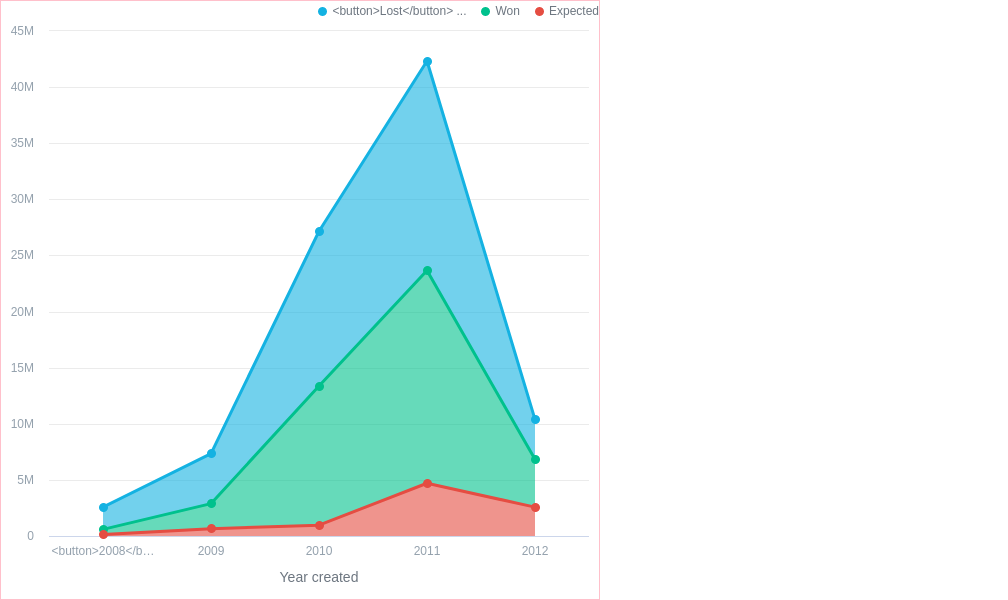 <button>Lost</button> ... Won Expected
45M
40M
35M
30M
25M
20M
15M
10M
5M
0
<button>2008</b… 2009 2010 2011 2012
Year created